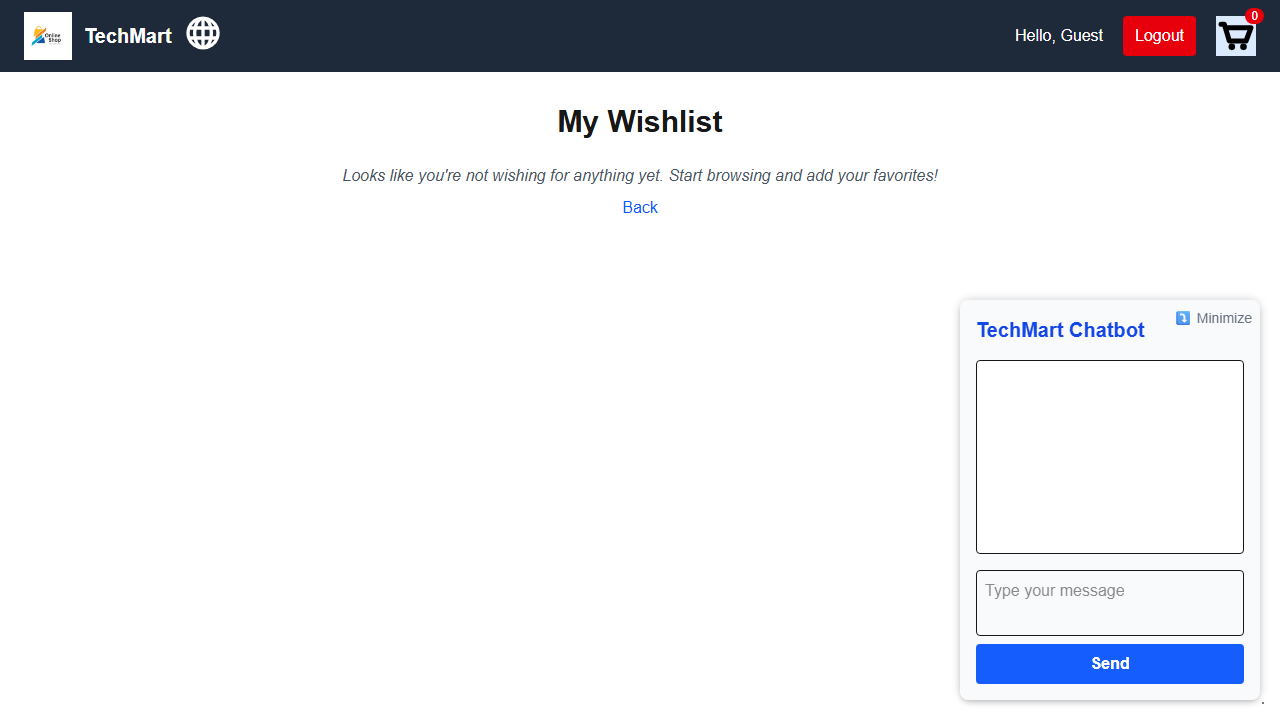 Online
Shop
TechMart
Hello, Guest
Logout
0
My Wishlist
Looks like you're not wishing for anything yet. Start browsing and add your favorites!
Back
Minimize
TechMart Chatbot
Type your message
Send
.